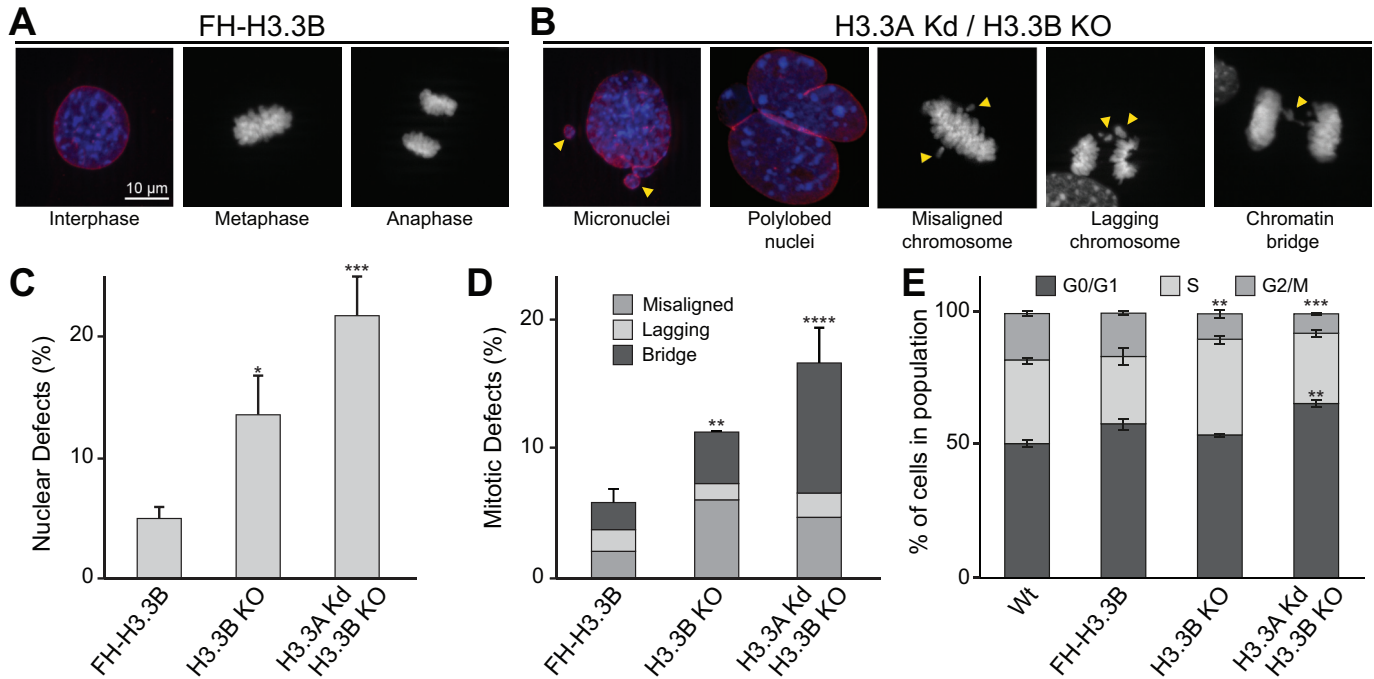 A
FH-H3.3B
10 µm
Interphase
Metaphase
Anaphase
B
H3.3A Kd / H3.3B KO
Micronuclei
Polylobed
nuclei
Misaligned
chromosome
Lagging
chromosome
Chromatin
bridge
C
Nuclear Defects (%)
20
10
0
*
***
FH-H3.3B
H3.3B KO
H3.3A Kd
H3.3B KO
D
Mitotic Defects (%)
20
10
0
Misaligned
Lagging
Bridge
**
****
FH-H3.3B
H3.3B KO
H3.3A Kd
H3.3B KO
E
% of cells in population
100
50
0
G0/G1
S
G2/M
**
***
**
Wt
FH-H3.3B
H3.3B KO
H3.3A Kd
H3.3B KO